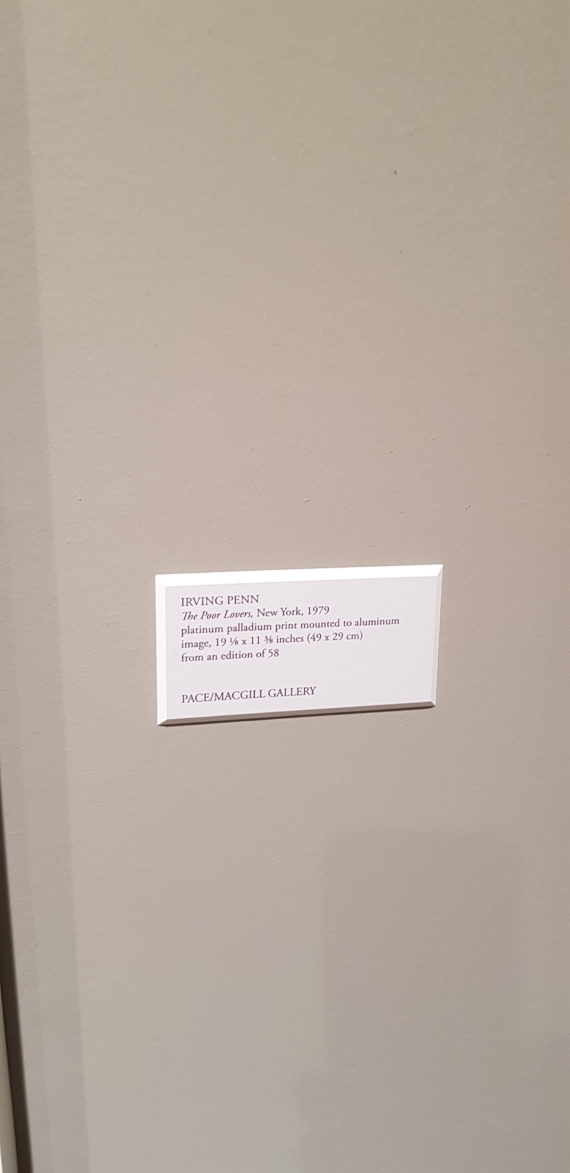 IRVING PENN
The Poor Lovers, New York, 1979
platinum palladium print mounted to aluminum
image, 19 ⅛ x 11 ⅜ inches (49 x 29 cm)
from an edition of 58
PACE/MACGILL GALLERY